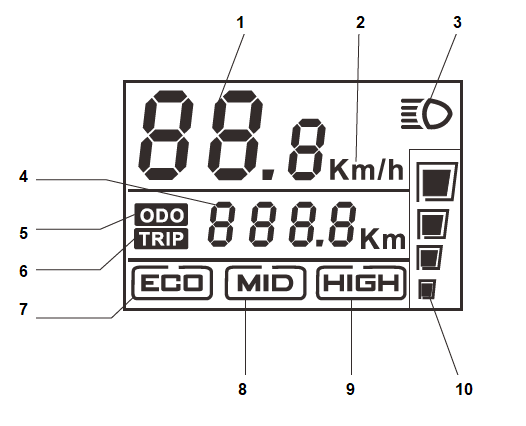 1 2 3
88.8 Km/h
4
ODO 888.8 Km
5
TRIP
6
ECO MID HIGH
7
8 9 10